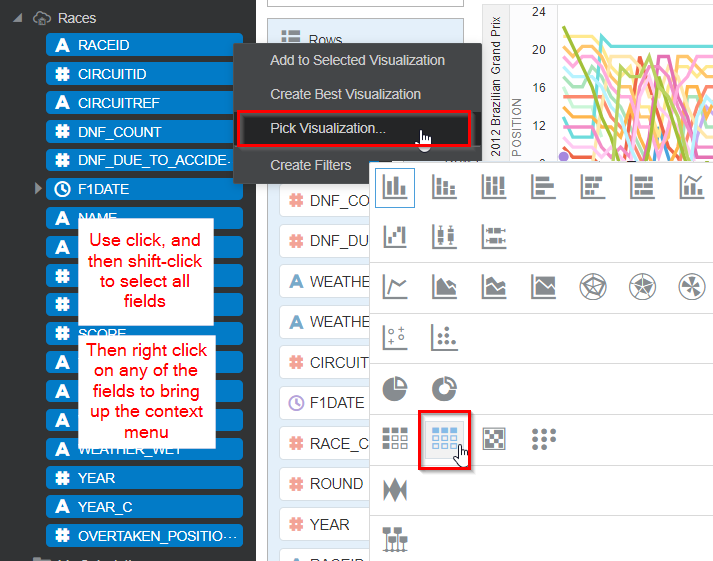 Races
RACEID
CIRCUITID
CIRCUITREF
DNF_COUNT
DNF_DUE_TO_ACCIDE···
F1DATE
NAME
Use click, and
then shift-click
to select all
fields
SCORE
Then right click
on any of the
fields to bring
up the context
menu
WEATHER_WET
YEAR
YEAR_C
OVERTAKEN_POSITIO···
Rows
Add to Selected Visualization
Create Best Visualization
Pick Visualization...
Create Filters
DNF_CO
DNF_DU
WEATHE
WEATHE
CIRCUIT
F1DATE
RACE_C
ROUND
YEAR
RACEID
2012 Brazilian Grand Prix
POSITION
24
20
16
12
8